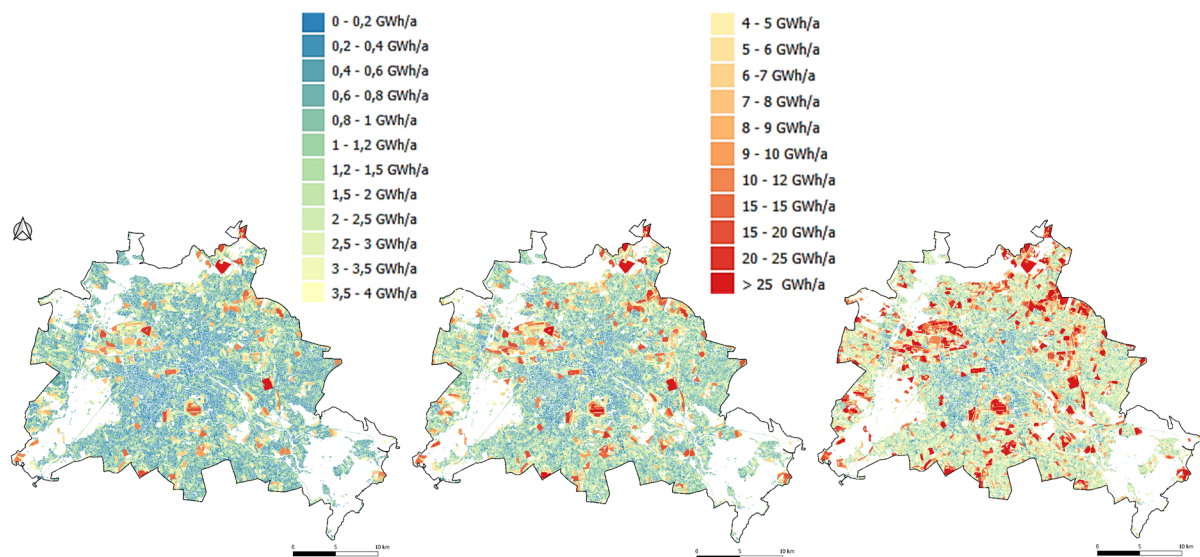 0 - 0,2 GWh/a
0,2 - 0,4 GWh/a
0,4 - 0,6 GWh/a
0,6 - 0,8 GWh/a
0,8 - 1 GWh/a
1 - 1,2 GWh/a
1,2 - 1,5 GWh/a
1,5 - 2 GWh/a
2 - 2,5 GWh/a
2,5 - 3 GWh/a
3 - 3,5 GWh/a
3,5 - 4 GWh/a
4 - 5 GWh/a
5 - 6 GWh/a
6 -7 GWh/a
7 - 8 GWh/a
8 - 9 GWh/a
9 - 10 GWh/a
10 - 12 GWh/a
15 - 15 GWh/a
15 - 20 GWh/a
20 - 25 GWh/a
> 25 GWh/a
0 5 10 km
0 5 10 km
0 5 10 km